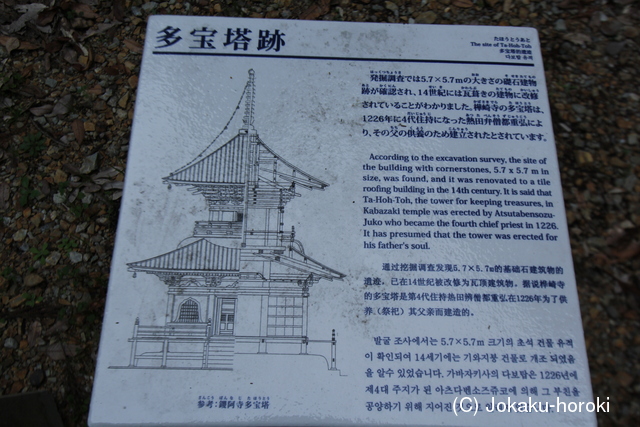 多宝塔跡
たほうとうあと
The site of Ta-Hoh-Toh
多宝塔的遗迹
다보탑 유적
発掘調査では5.7×5.7mの大きさの礎石建物
跡が確認され、14世紀には瓦葺きの建物に改修
されていることがわかりました。樺崎寺の多宝塔は、
1226年に4代住持になった熱田弁僧都重弘によ
り、その父の供養のため建立されたとされています。
According to the excavation survey, the site of
the building with cornerstones, 5.7 x 5.7 m in
size, was found, and it was renovated to a tile
roofing building in the 14th century. It is said that
Ta-Hoh-Toh, the tower for keeping treasures, in
Kabazaki temple was erected by Atsutabensozu-
Juko who became the fourth chief priest in 1226.
It has presumed that the tower was erected for
his father's soul.
通过挖掘调查发现5.7×5.7m的基础石建筑物的
遗迹。已在14世纪被改修为瓦顶建筑物。据说桦崎寺
的多宝塔是第4代住持热田辨僧都重弘在1226年为了供
养（祭祀）其父亲而建造的。
발굴 조사에서는 5.7×5.7m 크기의 초석 건물 유적
이 확인되어 14세기에는 기와지붕 건물로 개조 되었음
을 알 수 있었습니다. 가바자키사의 다보탑은 1226년에
제4대 주지가 된 아츠다벤소즈쥬코에 의해 그 부친을
공양하기 위해 지어진
参考：鑁阿寺多宝塔
(C) Jokaku-horoki